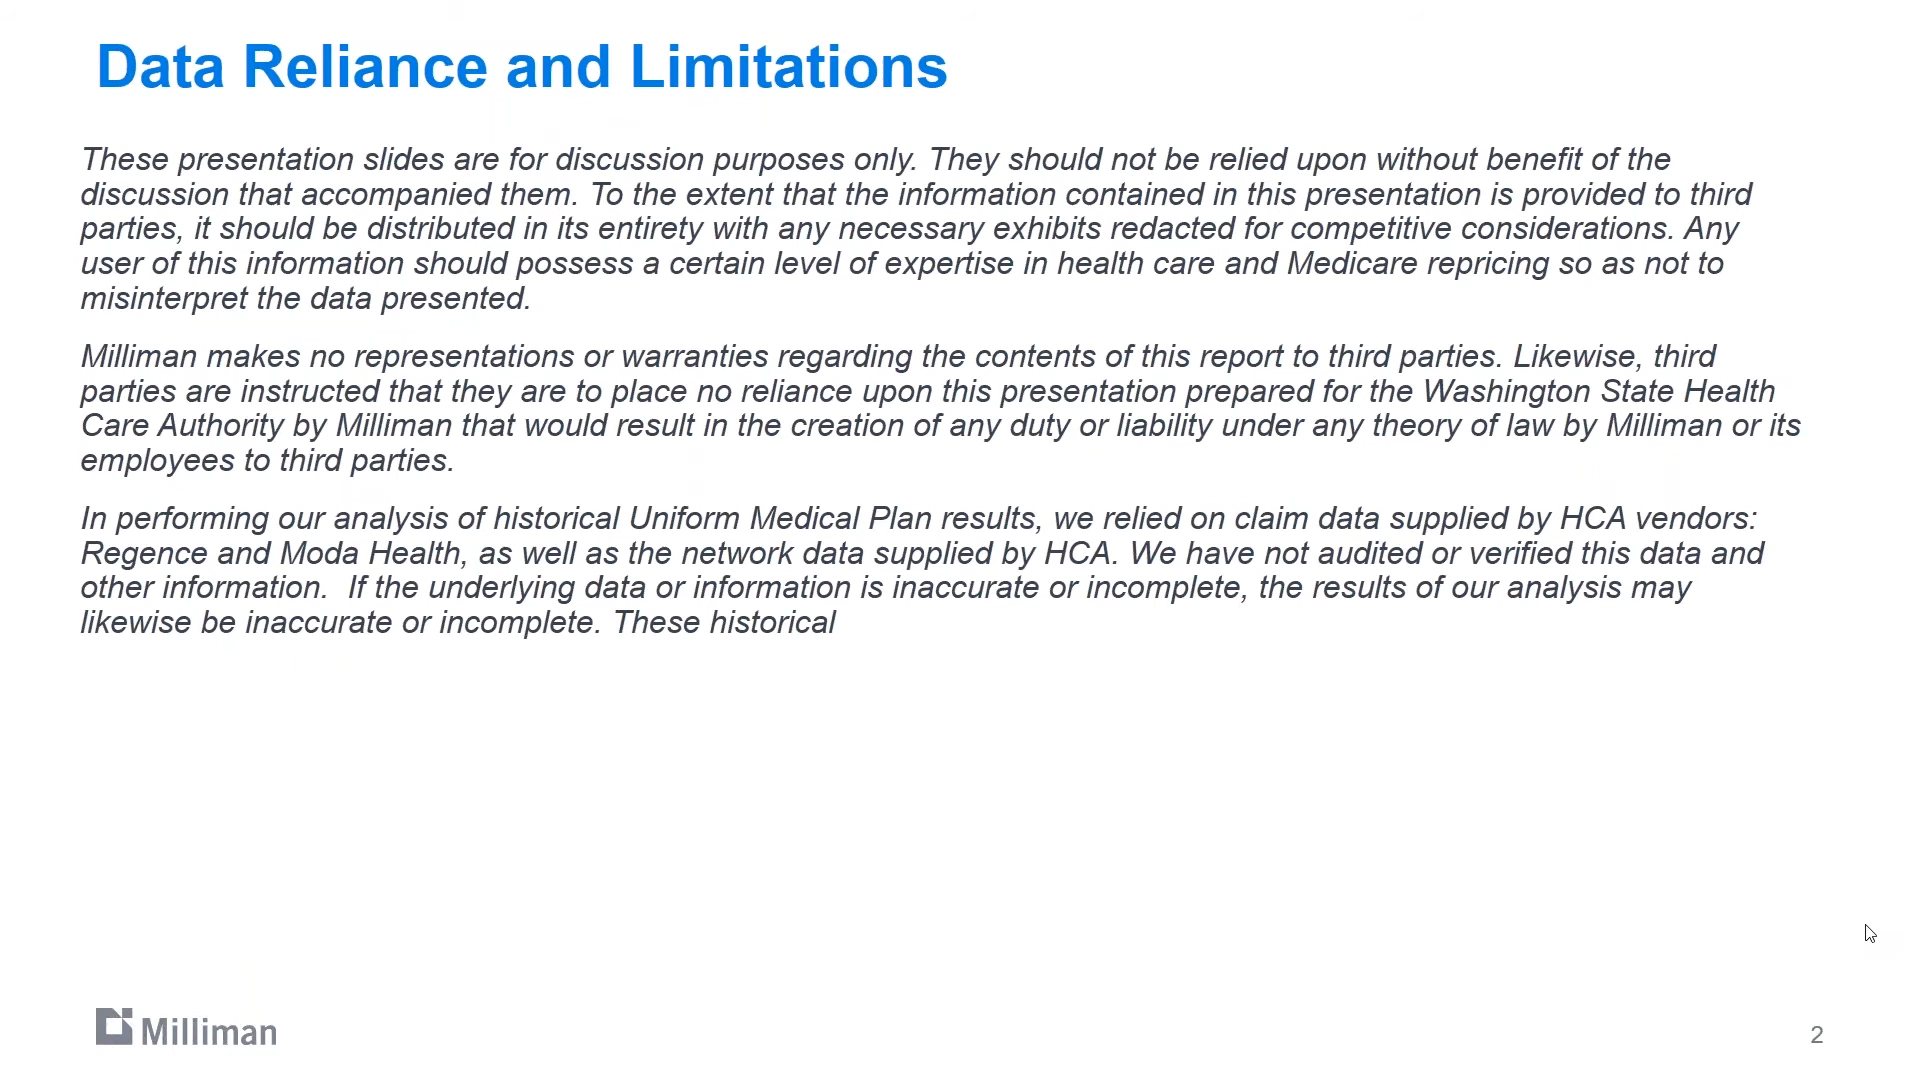 Data Reliance and Limitations
These presentation slides are for discussion purposes only. They should not be relied upon without benefit of the
discussion that accompanied them. To the extent that the information contained in this presentation is provided to third
parties, it should be distributed in its entirety with any necessary exhibits redacted for competitive considerations. Any
user of this information should possess a certain level of expertise in health care and Medicare repricing so as not to
misinterpret the data presented.
Milliman makes no representations or warranties regarding the contents of this report to third parties. Likewise, third
parties are instructed that they are to place no reliance upon this presentation prepared for the Washington State Health
Care Authority by Milliman that would result in the creation of any duty or liability under any theory of law by Milliman or its
employees to third parties.
In performing our analysis of historical Uniform Medical Plan results, we relied on claim data supplied by HCA vendors:
Regence and Moda Health, as well as the network data supplied by HCA. We have not audited or verified this data and
other information.  If the underlying data or information is inaccurate or incomplete, the results of our analysis may
likewise be inaccurate or incomplete. These historical
Milliman
2